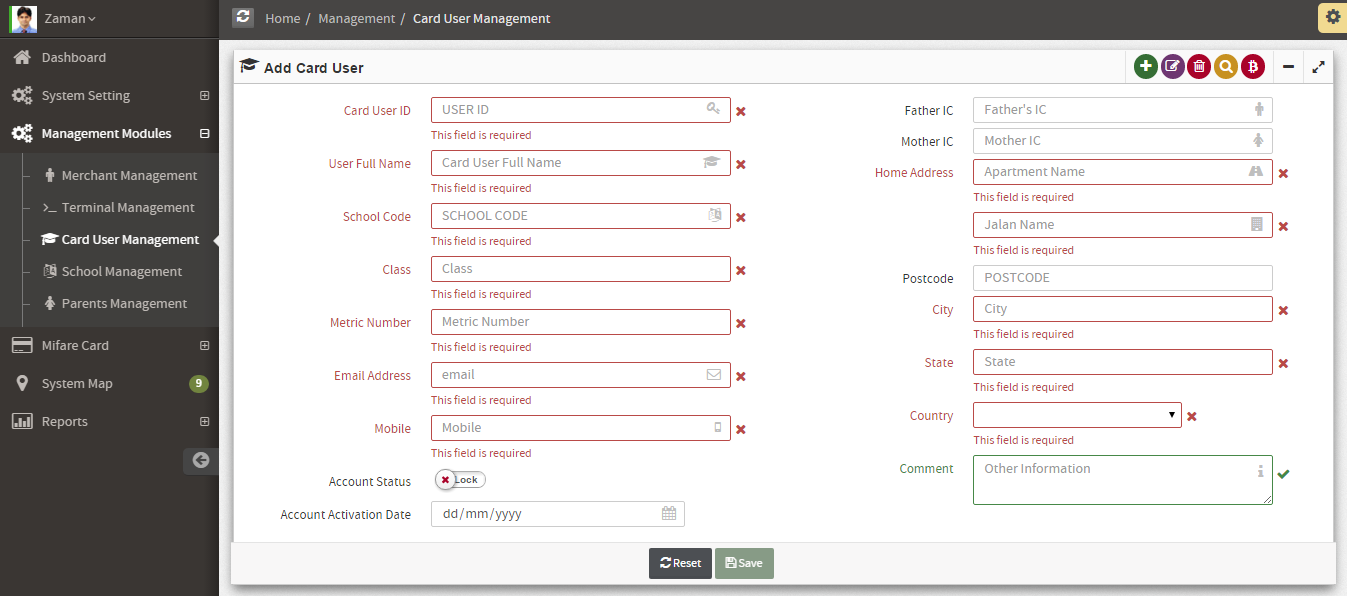 Zaman
Home / Management / Card User Management
Dashboard
System Setting
Management Modules
Merchant Management
Terminal Management
Card User Management
School Management
Parents Management
Mifare Card
System Map 9
Reports
Add Card User
Card User ID USER ID
This field is required
User Full Name Card User Full Name
This field is required
School Code SCHOOL CODE
This field is required
Class Class
This field is required
Metric Number Metric Number
This field is required
Email Address email
This field is required
Mobile Mobile
This field is required
Account Status Lock
Account Activation Date dd/mm/yyyy
Father IC Father's IC
Mother IC Mother IC
Home Address Apartment Name
This field is required
Jalan Name
This field is required
Postcode POSTCODE
City City
This field is required
State State
This field is required
Country
This field is required
Comment Other Information
Reset Save